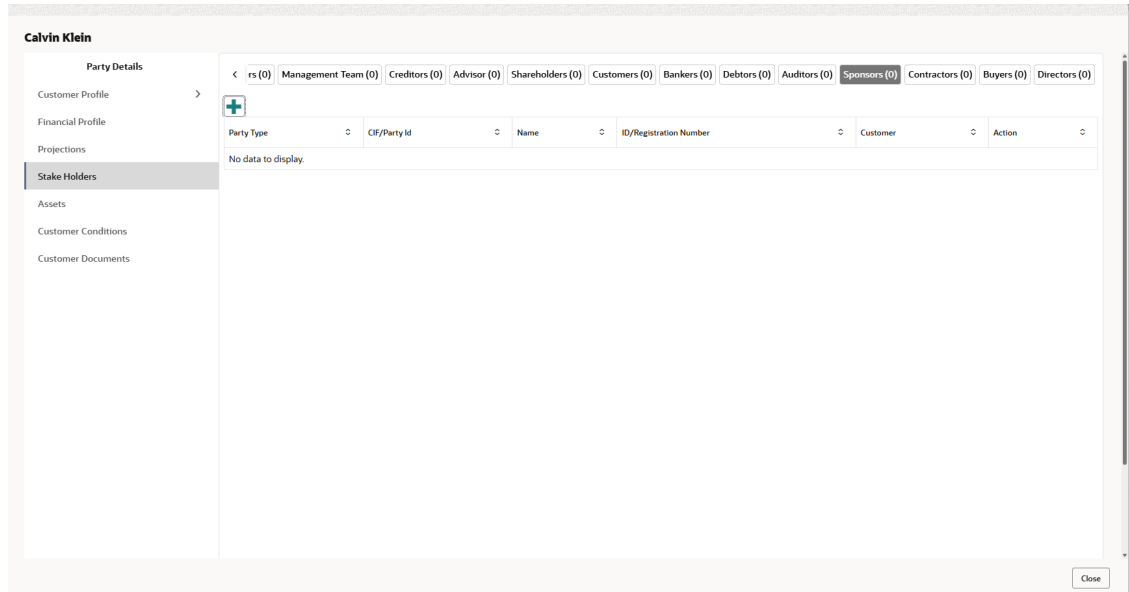 Calvin Klein
Party Details
Customer Profile
Financial Profile
Projections
Stake Holders
Assets
Customer Conditions
Customer Documents
rs (0) Management Team (0) Creditors (0) Advisor (0) Shareholders (0) Customers (0) Bankers (0) Debtors (0) Auditors (0) Sponsors (0) Contractors (0) Buyers (0) Directors (0)
Party Type CIF/Party Id Name ID/Registration Number Customer Action
No data to display.
Close